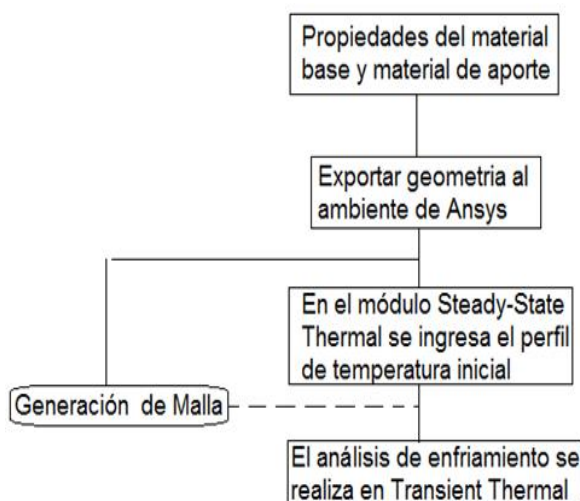 Propiedades del material
base y material de aporte
Exportar geometria al
ambiente de Ansys
En el módulo Steady-State
Thermal se ingresa el perfil
de temperatura inicial
Generación de Malla
El análisis de enfriamiento se
realiza en Transient Thermal